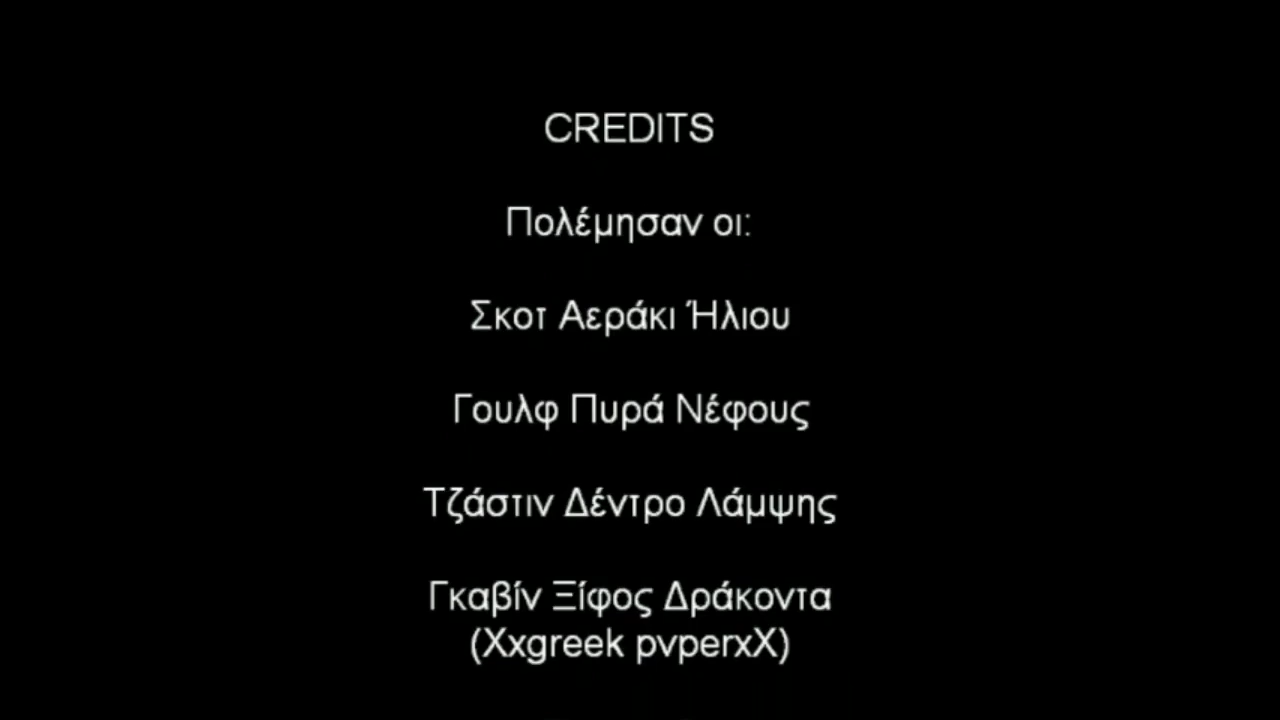 CREDITS
Πολέμησαν οι:
Σκοτ Αεράκι Ήλιου
Γουλφ Πυρά Νέφους
Τζάστιν Δέντρο Λάμψης
Γκαβίν Ξίφος Δράκοντα
(Xxgreek pvperxX)